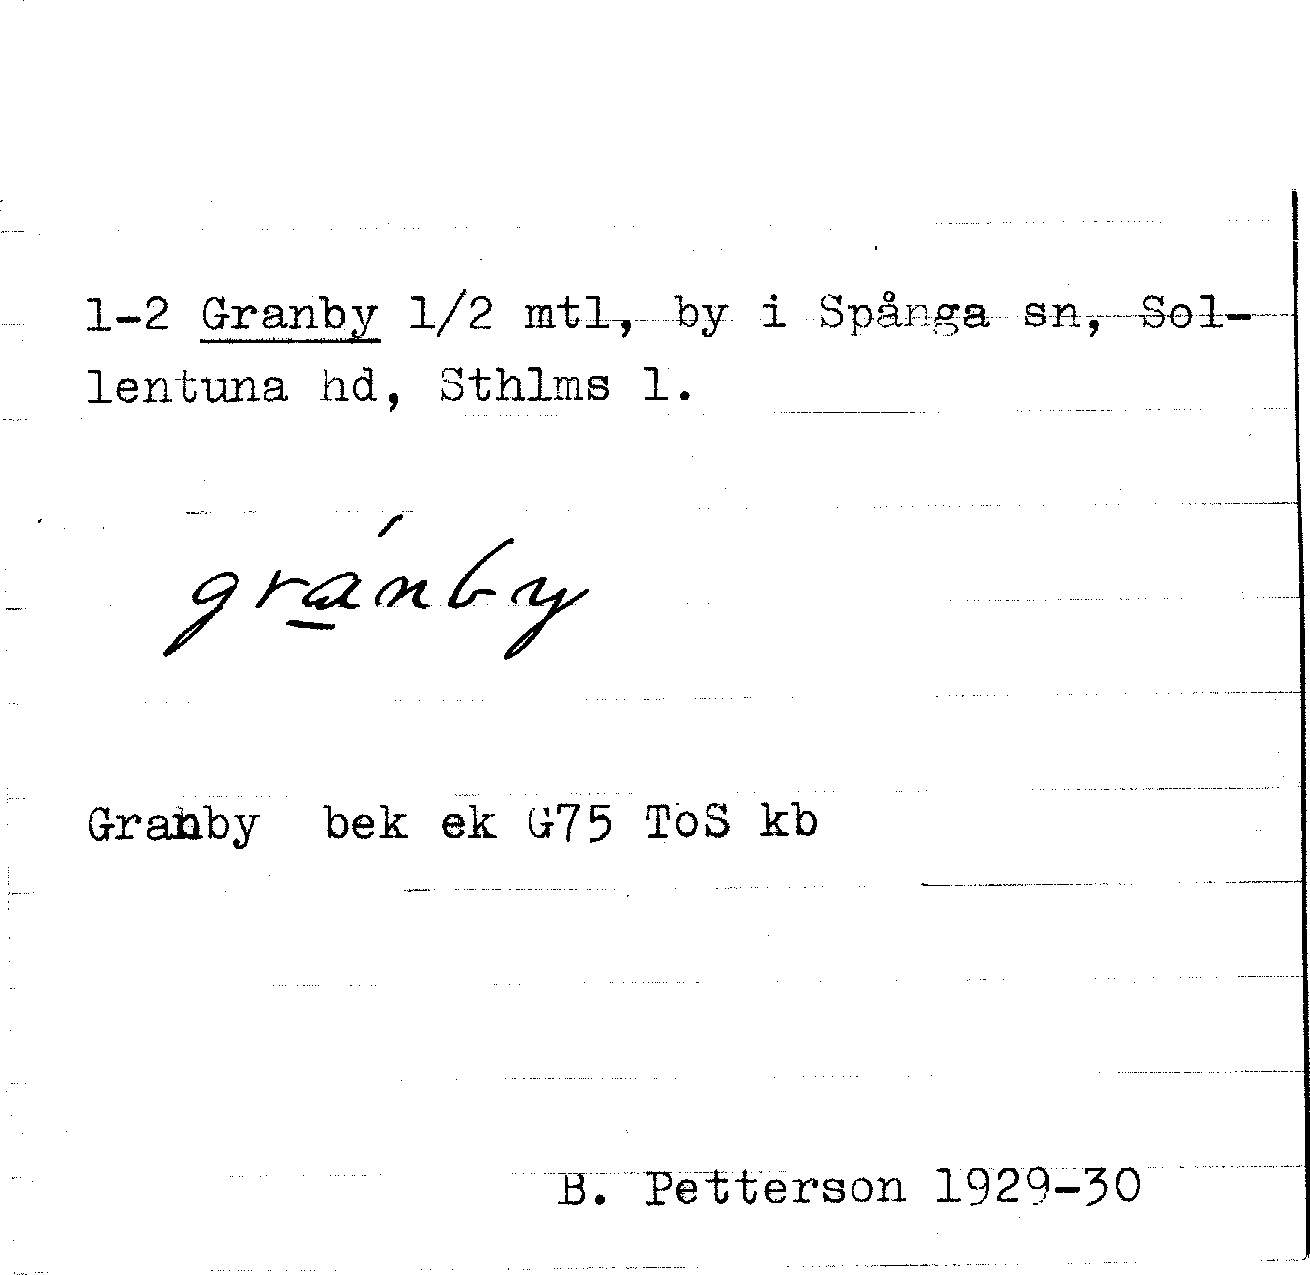 1-2 Granby 1/2 mtl, by i Spånga sn, Sol-
lentuna hd, Sthlms l.
gránby
Granby bek ek G75 ToS kb
B. Petterson 1929-30